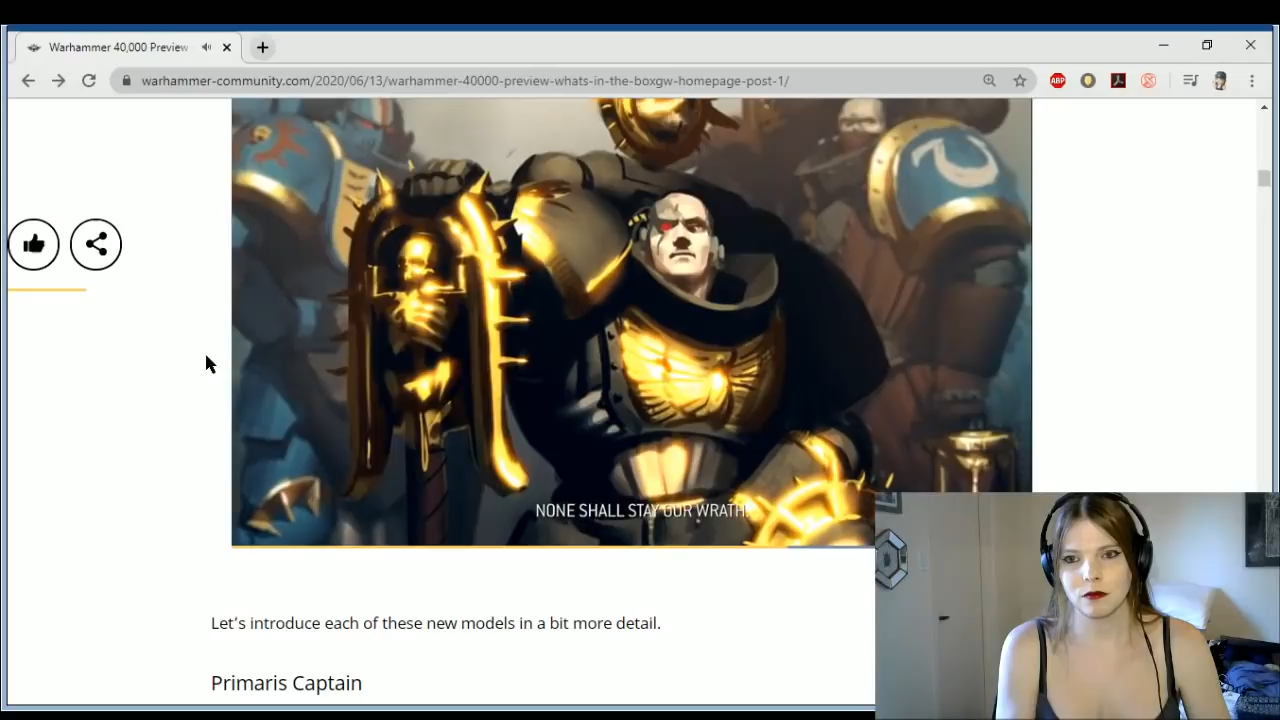 Warhammer 40,000 Preview
warhammer-community.com/2020/06/13/warhammer-40000-preview-whats-in-the-boxgw-homepage-post-1/
ABP
NONE SHALL STAY OUR WRATH.
Let's introduce each of these new models in a bit more detail.
Primaris Captain